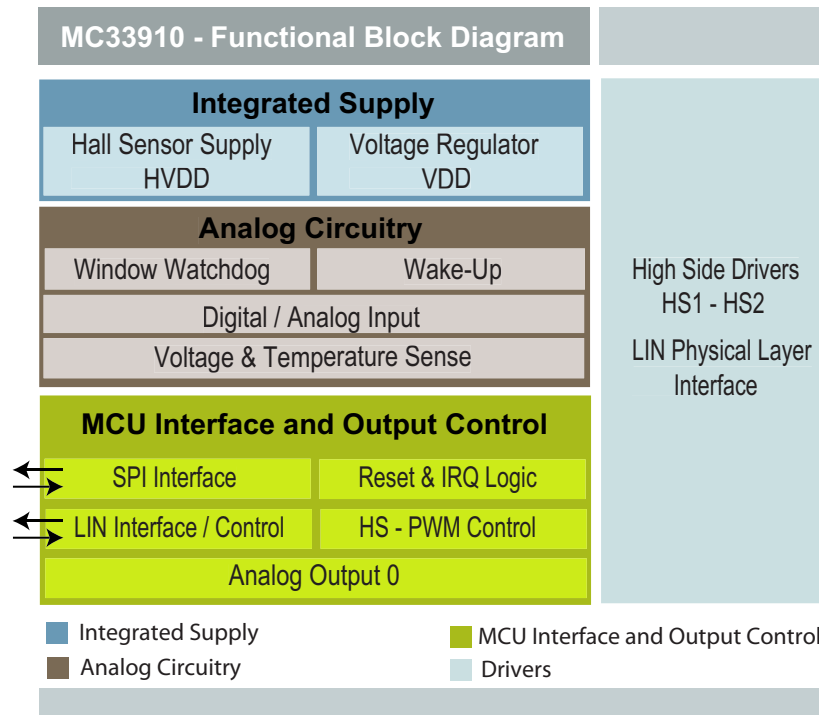 MC33910 - Functional Block Diagram
Integrated Supply
Hall Sensor Supply
HVDD
Voltage Regulator
VDD
Analog Circuitry
Window Watchdog
Wake-Up
Digital / Analog Input
Voltage & Temperature Sense
MCU Interface and Output Control
SPI Interface
Reset & IRQ Logic
LIN Interface / Control
HS - PWM Control
Analog Output 0
High Side Drivers
HS1 - HS2
LIN Physical Layer
Interface
Integrated Supply
Analog Circuitry
MCU Interface and Output Control
Drivers